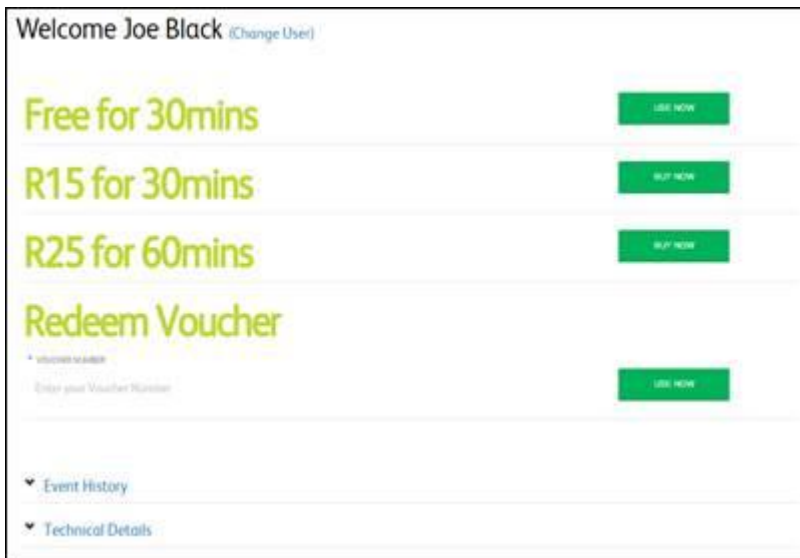 Welcome Joe Black (Change User)
Free for 30mins
USE NOW
R15 for 30mins
BUY NOW
R25 for 60mins
BUY NOW
Redeem Voucher
* VOUCHER NUMBER
Enter your Voucher Number
USE NOW
Event History
Technical Details